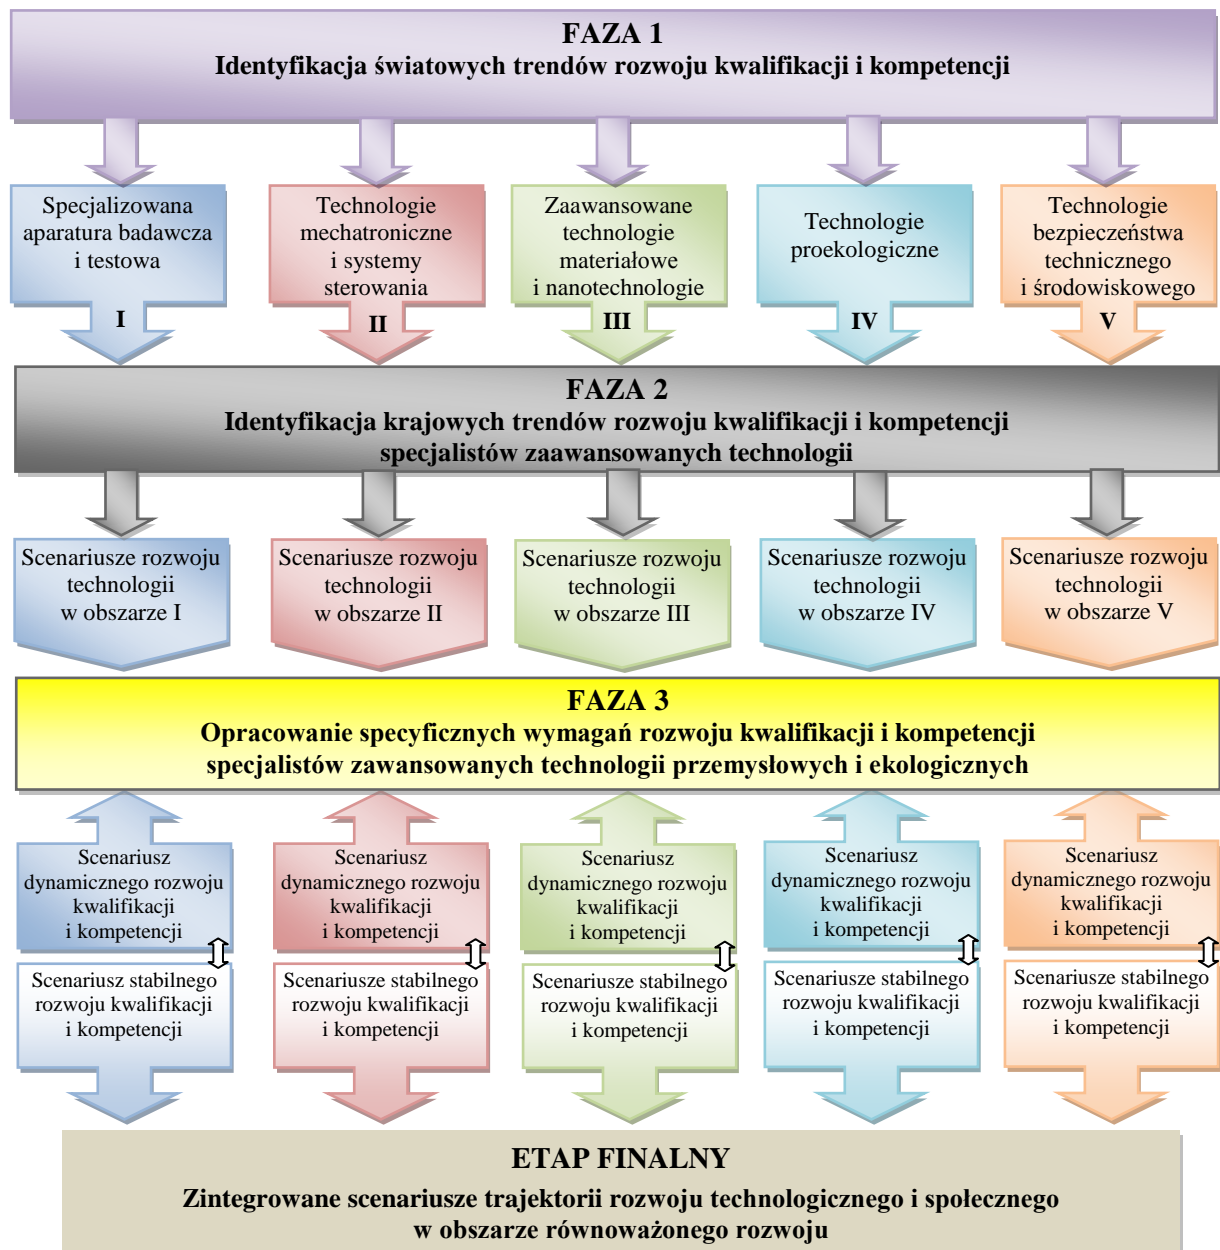 FAZA 1
Identyfikacja światowych trendów rozwoju kwalifikacji i kompetencji
Specjalizowana
aparatura badawcza
i testowa
I
Technologie
mechatroniczne
i systemy
sterowania
II
Zaawansowane
technologie
materiałowe
i nanotechnologie
III
Technologie
proekologiczne
IV
Technologie
bezpieczeństwa
technicznego
i środowiskowego
V
FAZA 2
Identyfikacja krajowych trendów rozwoju kwalifikacji i kompetencji
specjalistów zaawansowanych technologii
Scenariusze rozwoju
technologii
w obszarze I
Scenariusze rozwoju
technologii
w obszarze II
Scenariusze rozwoju
technologii
w obszarze III
Scenariusze rozwoju
technologii
w obszarze IV
Scenariusze rozwoju
technologii
w obszarze V
FAZA 3
Opracowanie specyficznych wymagań rozwoju kwalifikacji i kompetencji
specjalistów zawansowanych technologii przemysłowych i ekologicznych
Scenariusz
dynamicznego rozwoju
kwalifikacji
i kompetencji
Scenariusz
dynamicznego rozwoju
kwalifikacji
i kompetencji
Scenariusz
dynamicznego rozwoju
kwalifikacji
i kompetencji
Scenariusz
dynamicznego rozwoju
kwalifikacji
i kompetencji
Scenariusz
dynamicznego rozwoju
kwalifikacji
i kompetencji
Scenariusz stabilnego
rozwoju kwalifikacji
i kompetencji
Scenariusze stabilnego
rozwoju kwalifikacji
i kompetencji
Scenariusze stabilnego
rozwoju kwalifikacji
i kompetencji
Scenariusze stabilnego
rozwoju kwalifikacji
i kompetencji
Scenariusze stabilnego
rozwoju kwalifikacji
i kompetencji
ETAP FINALNY
Zintegrowane scenariusze trajektorii rozwoju technologicznego i społecznego
w obszarze równoważonego rozwoju